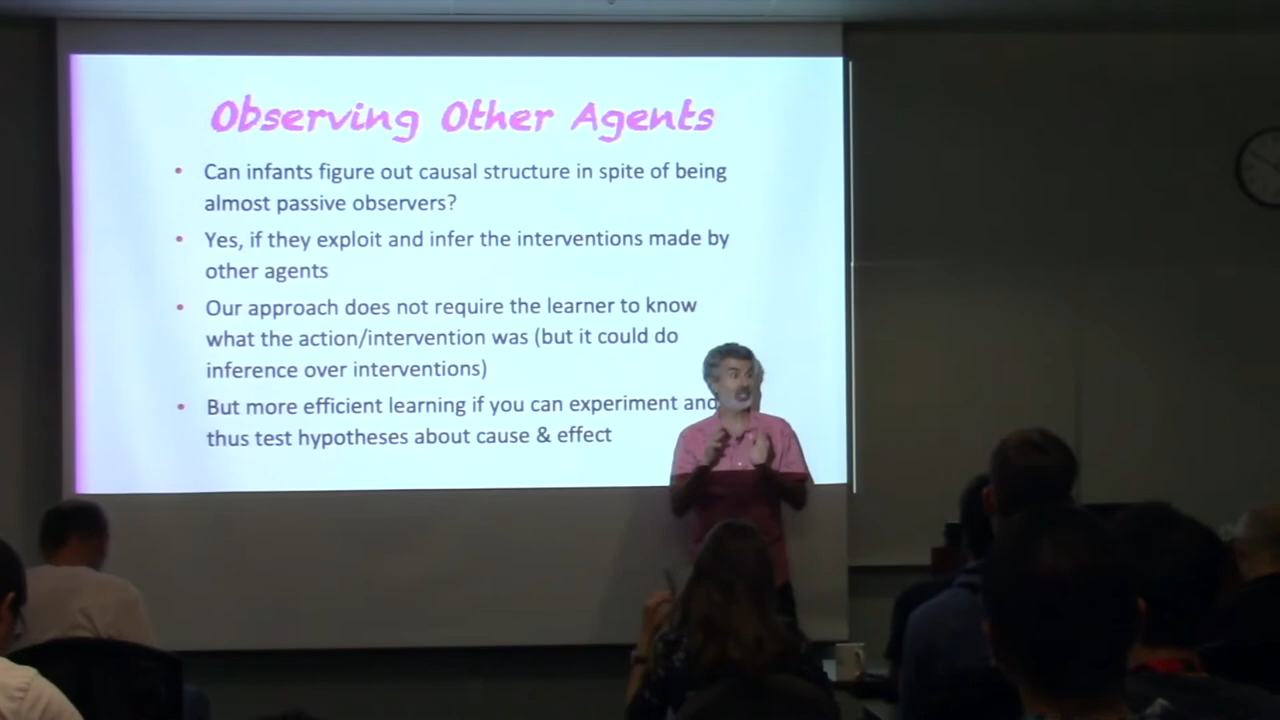 Observing Other Agents
• Can infants figure out causal structure in spite of being
almost passive observers?
• Yes, if they exploit and infer the interventions made by
other agents
• Our approach does not require the learner to know
what the action/intervention was (but it could do
inference over interventions)
• But more efficient learning if you can experiment and
thus test hypotheses about cause & effect